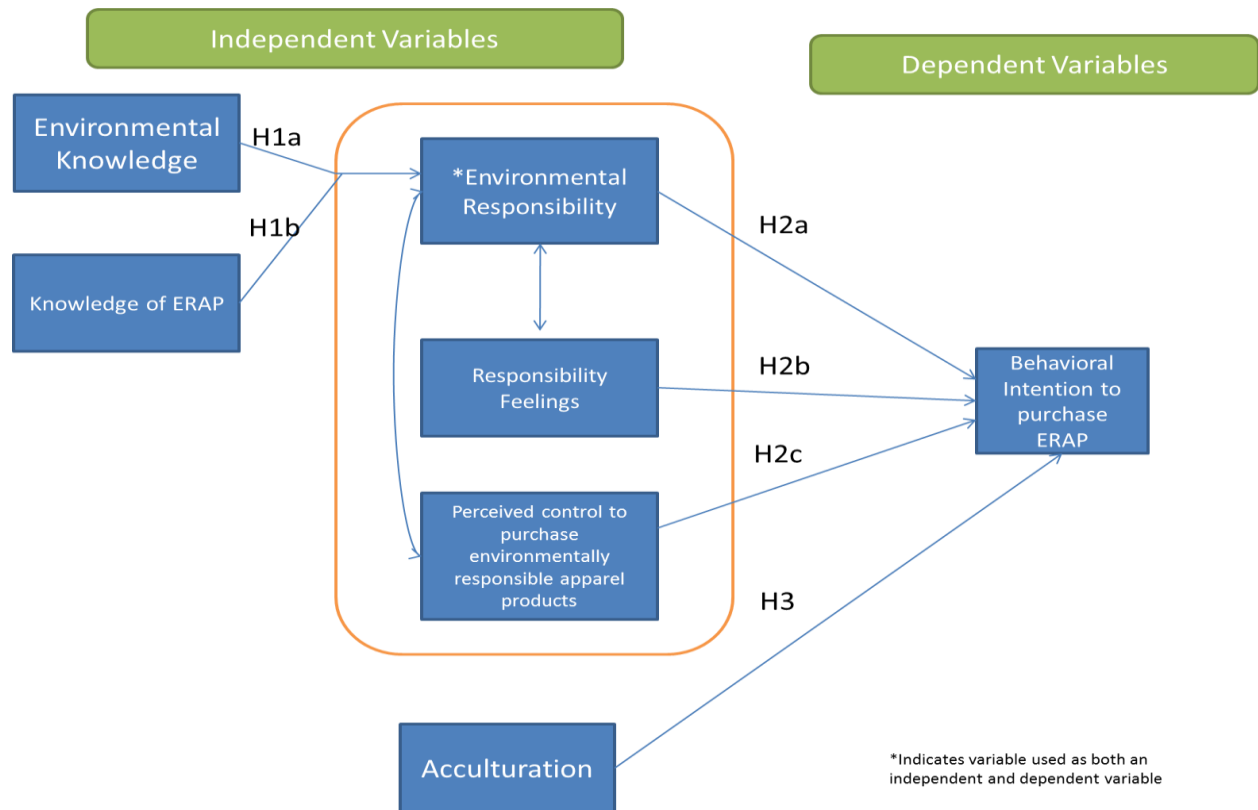 Independent Variables
Dependent Variables
Environmental
Knowledge
H1a
H1b
Knowledge of ERAP
*Environmental
Responsibility
H2a
Responsibility
Feelings
H2b
Behavioral
Intention to
purchase
ERAP
H2c
Perceived control to
purchase
environmentally
responsible apparel
products
H3
Acculturation
*Indicates variable used as both an
independent and dependent variable